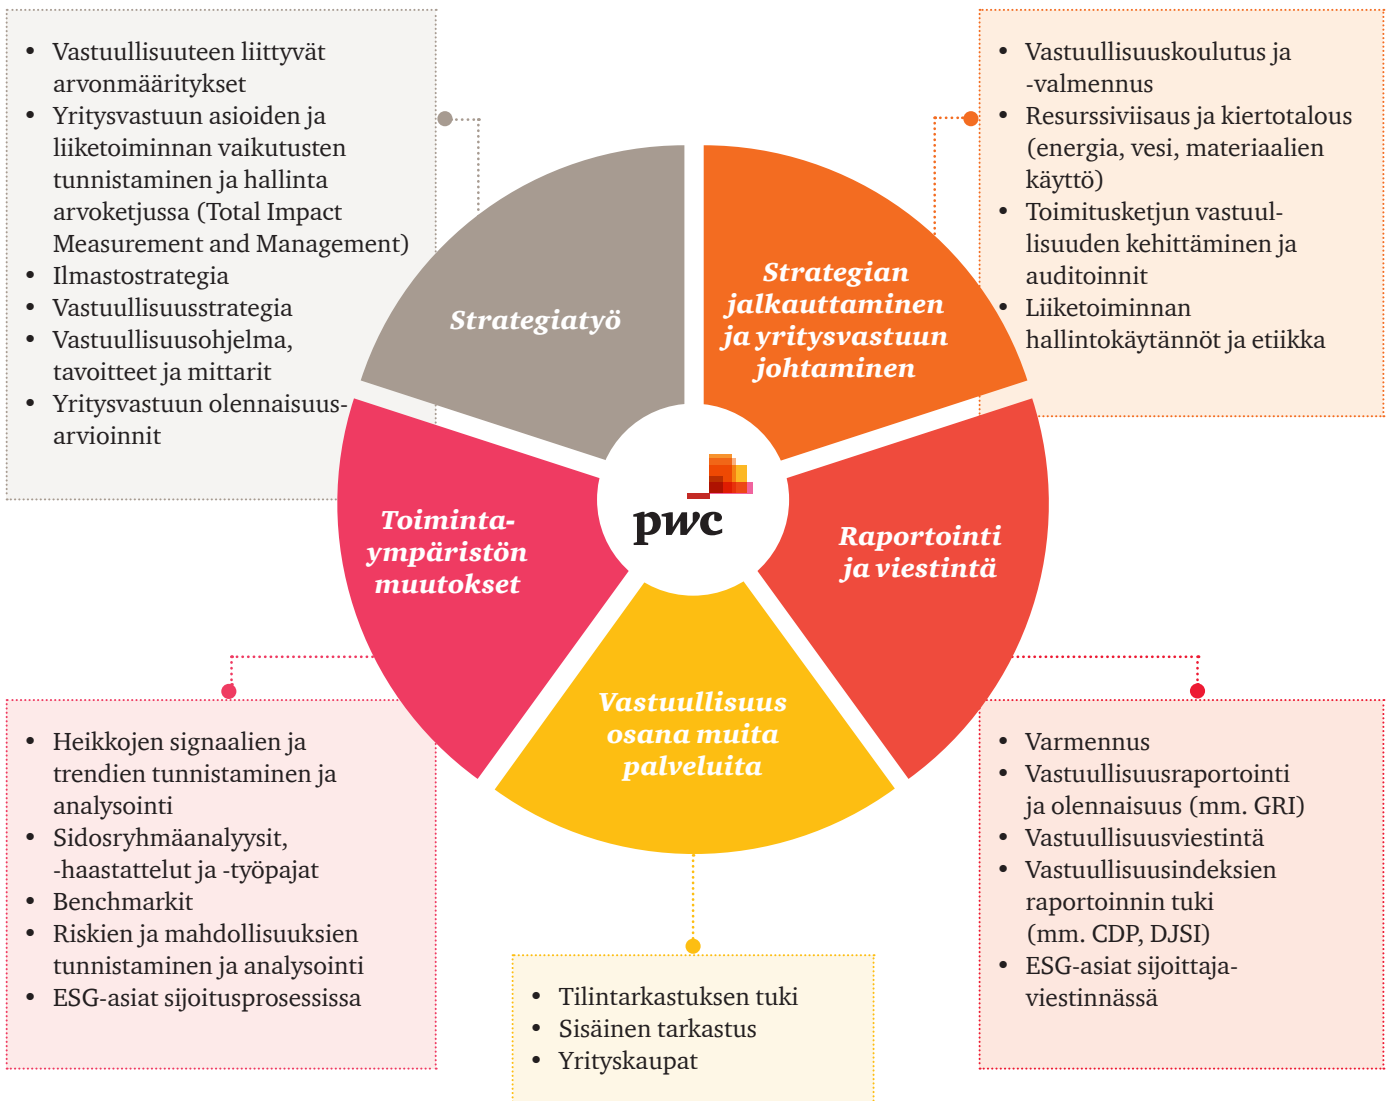 • Vastuullisuuteen liittyvät
arvonmääritykset
• Yritysvastuun asioiden ja
liiketoiminnan vaikutusten
tunnistaminen ja hallinta
arvoketjussa (Total Impact
Measurement and Management)
• Ilmastostrategia
• Vastuullisuusstrategia
• Vastuullisuusohjelma,
tavoitteet ja mittarit
• Yritysvastuun olennaisuus-
arvioinnit
• Vastuullisuuskoulutus ja
-valmennus
• Resurssiviisaus ja kiertotalous
(energia, vesi, materiaalien
käyttö)
• Toimitusketjun vastuul-
lisuuden kehittäminen ja
auditoinnit
• Liiketoiminnan
hallintokäytännöt ja etiikka
Strategiatyö
Strategian
jalkauttaminen
ja yritysvastuun
johtaminen
pwc
Toiminta-
ympäristön
muutokset
Raportointi
ja viestintä
Vastuullisuus
osana muita
palveluita
• Heikkojen signaalien ja
trendien tunnistaminen ja
analysointi
• Sidosryhmäanalyysit,
-haastattelut ja -työpajat
• Benchmarkit
• Riskien ja mahdollisuuksien
tunnistaminen ja analysointi
• ESG-asiat sijoitusprosessissa
• Tilintarkastuksen tuki
• Sisäinen tarkastus
• Yrityskaupat
• Varmennus
• Vastuullisuusraportointi
ja olennaisuus (mm. GRI)
• Vastuullisuusviestintä
• Vastuullisuusindeksien
raportoinnin tuki
(mm. CDP, DJSI)
• ESG-asiat sijoittaja-
viestinnässä